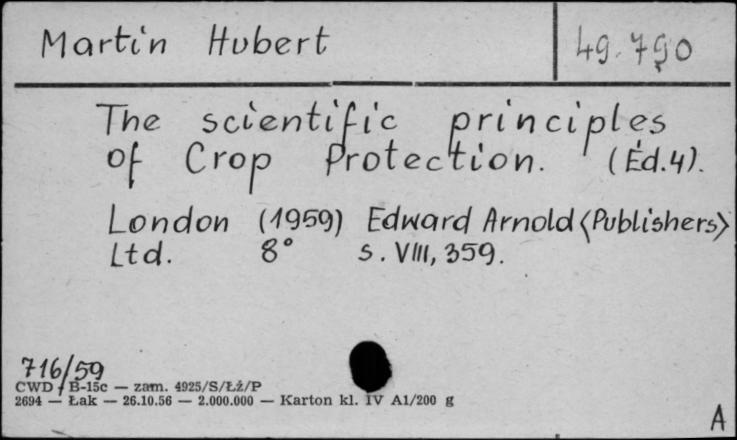 Martin Hubert
49.790
The scientific principles
of Crop Protection. (Éd.4).
London (1959) Edward Arnold <Publishers>
Ltd. 8° s. VIII, 359.
716/59
CWD B-15c — zam. 4925/S/Łż/P
2694 — Łak — 26.10.56 — 2.000.000 — Karton kl. IV A1/200 g
A